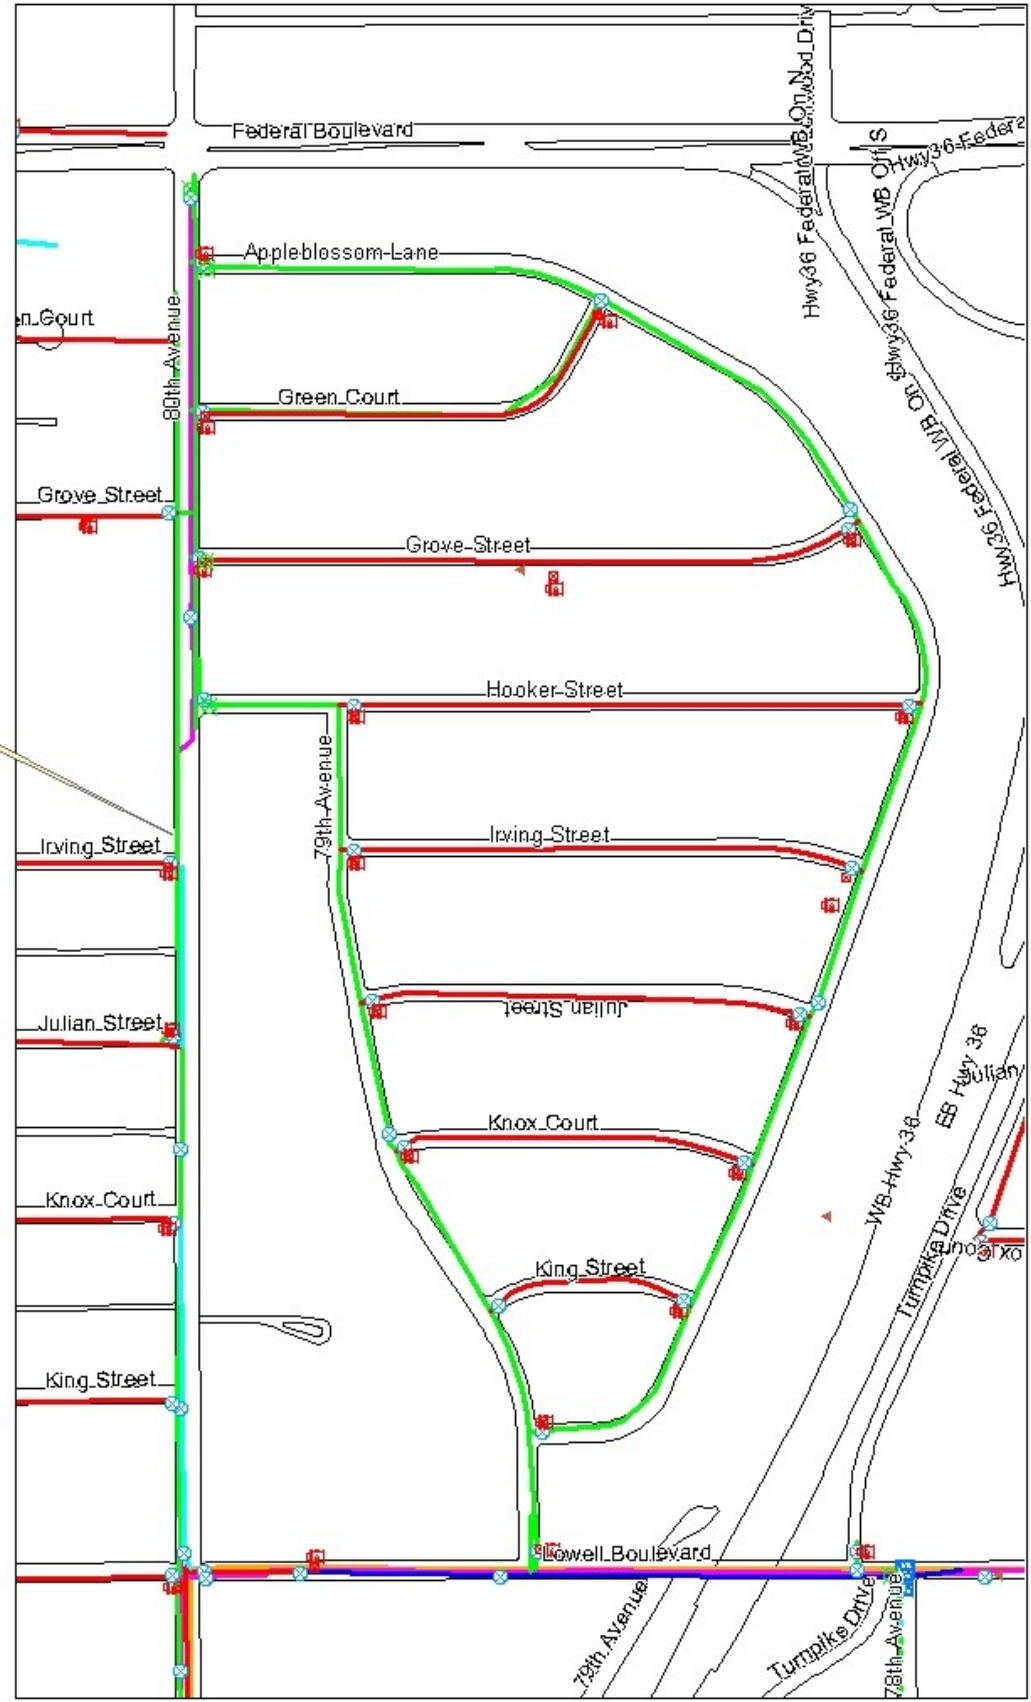 Federal Boulevard
Hwy36 Federal WB On N
Hwy36 Federal WB Off S
Appleblossom Lane
80th Avenue
Green Court
Hwy36 Federal WB On S
Grove Street
Grove Street
Hwy36 Federal WB
Hooker Street
79th Avenue
Irving Street
Irving Street
Julian Street
Julian Street
EB Hwy 36
Julian
Knox Court
WB Hwy 36
Knox Court
Turnpike Drive
King Street
King Street
Lowell Boulevard
79th Avenue
Turnpike Drive
78th Avenue